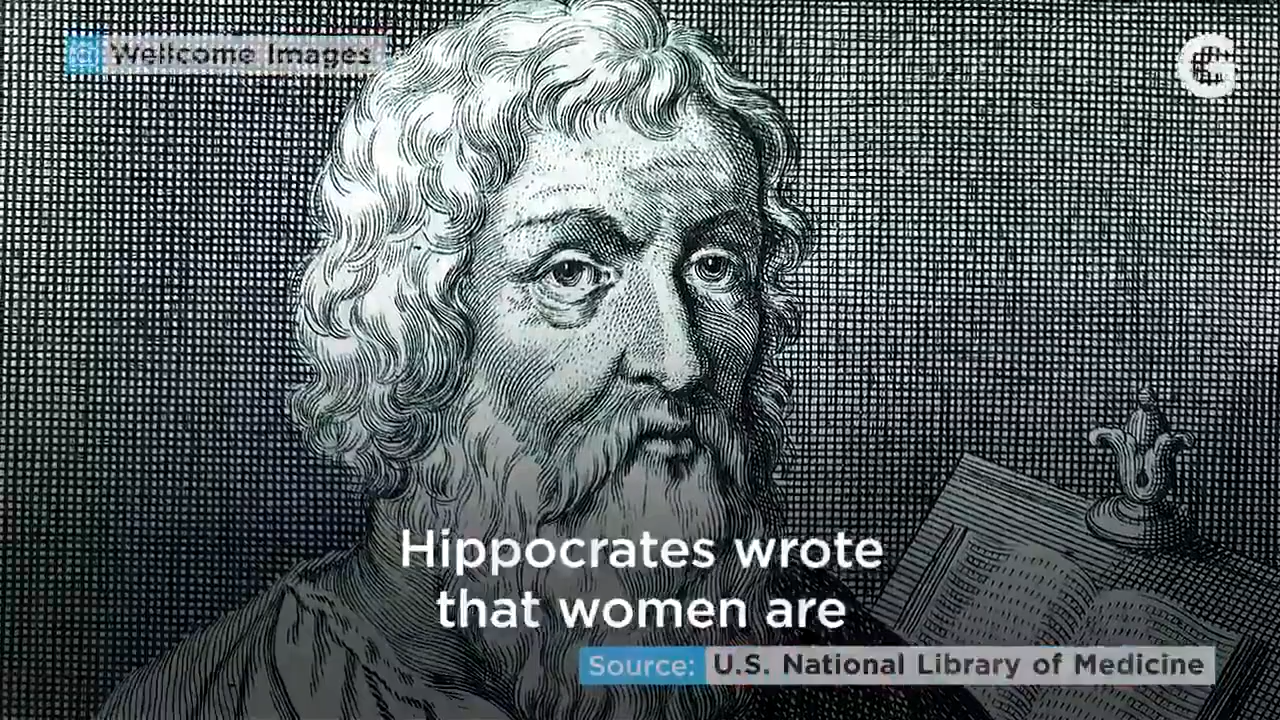 @ Wellcome Images
G
Hippocrates wrote
that women are
Source: U.S. National Library of Medicine